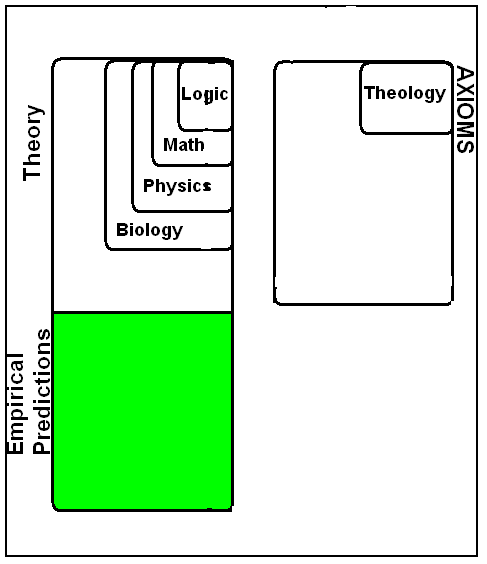 Theory
Logic
Math
Physics
Biology
Empirical
Predictions
Theology
AXIOMS